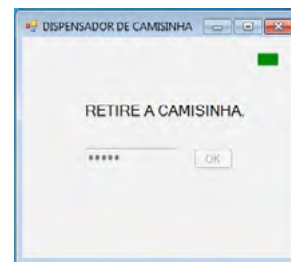 DISPENSADOR DE CAMISINHA
RETIRE A CAMISINHA.
*****
OK